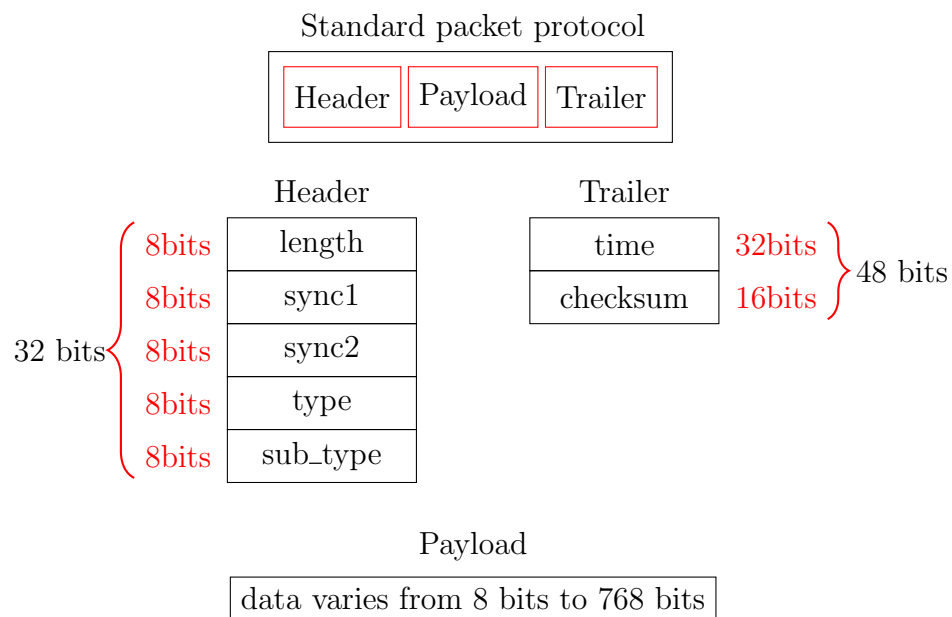 Standard packet protocol
Header Payload Trailer
Header
8bits length
8bits sync1
32 bits 8bits sync2
8bits type
8bits sub_type
Trailer
time 32bits
48 bits
checksum 16bits
Payload
data varies from 8 bits to 768 bits